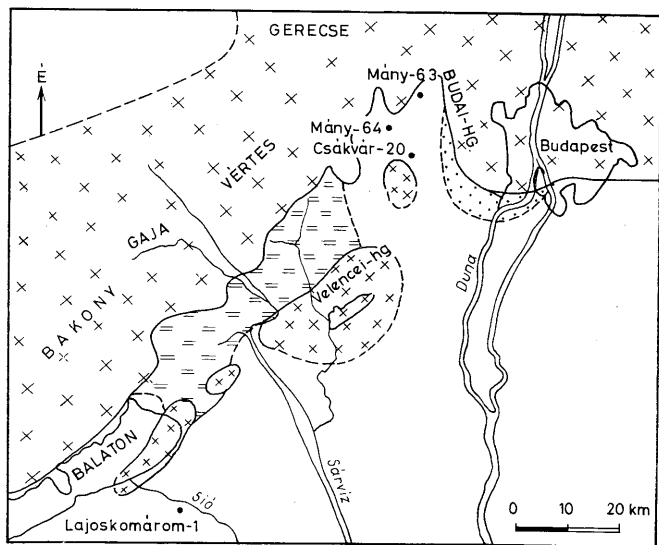 GERECSE
É
Mány-63
BUDAI-HG
Mány-64
Budapest
Csákvár-20
VÉRTES
GAJA
Velencei-hg
Duna
BAKONY
BALATON
Sió
Sárvíz
Lajoskomárom-1
0 10 20 km